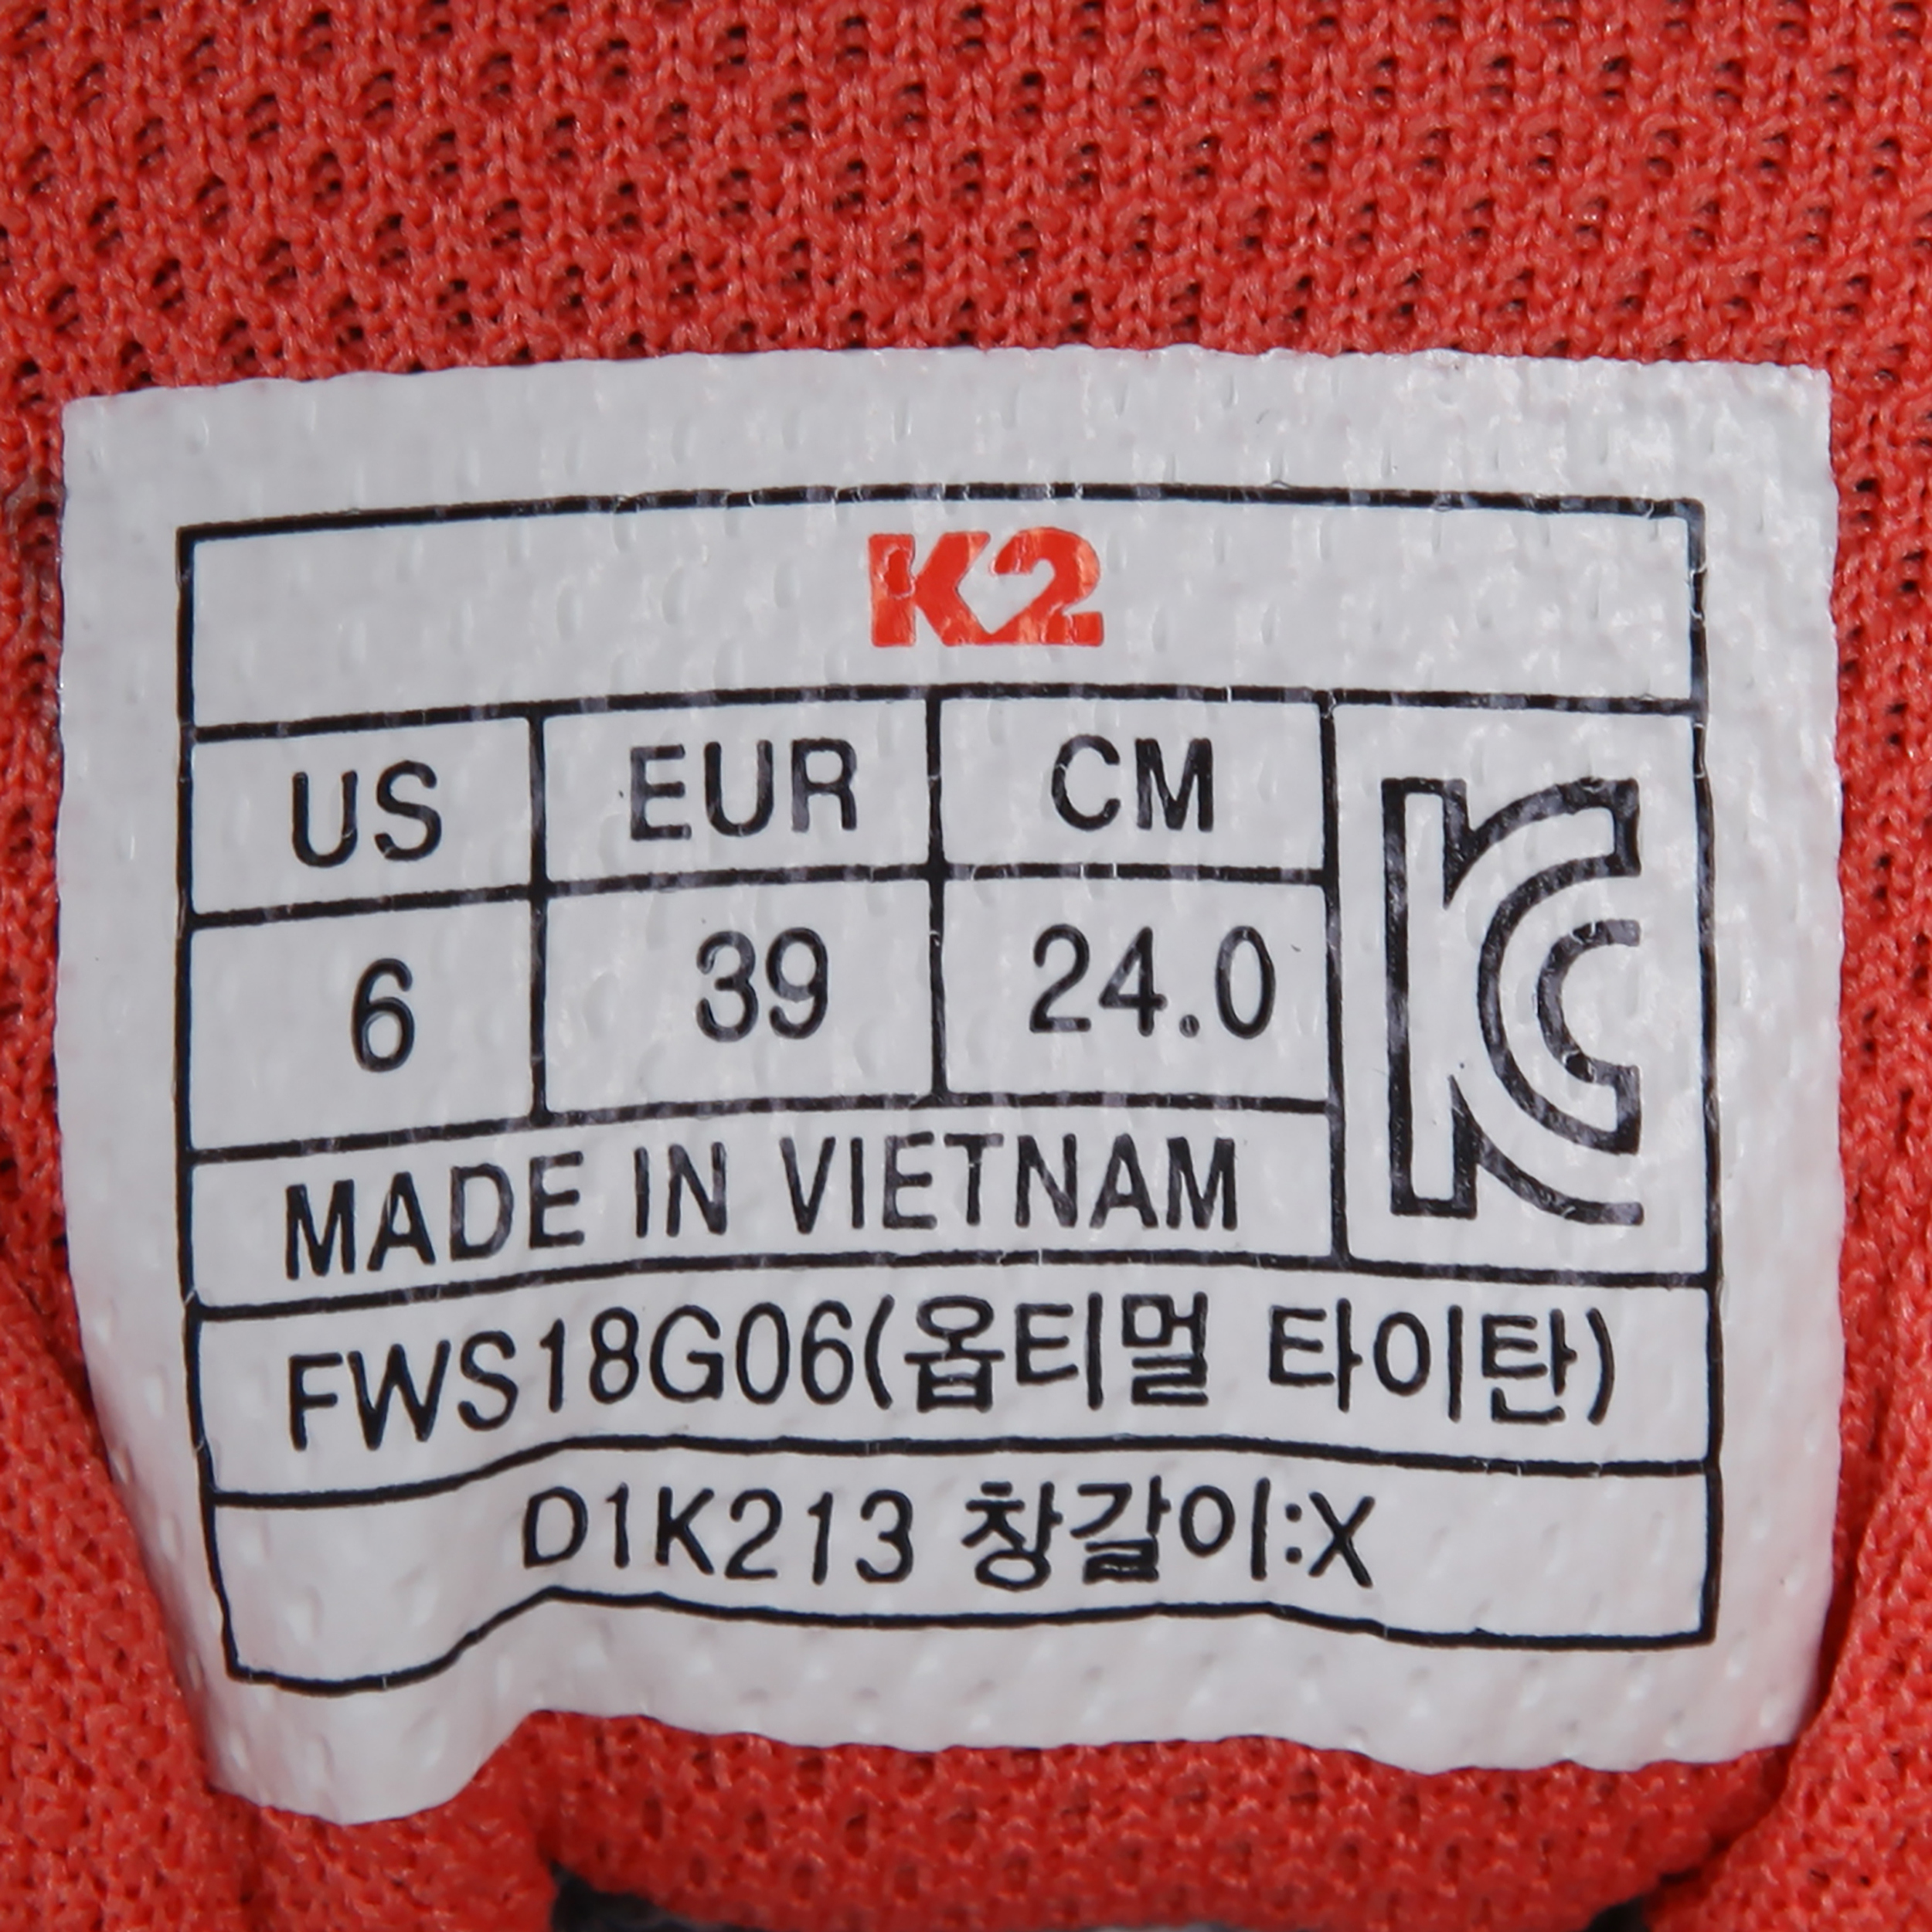 K2
US EUR CM
6 39 24.0
KC
MADE IN VIETNAM
FWS18G06(옵티멀 타이탄)
D1K213 창갈이:X